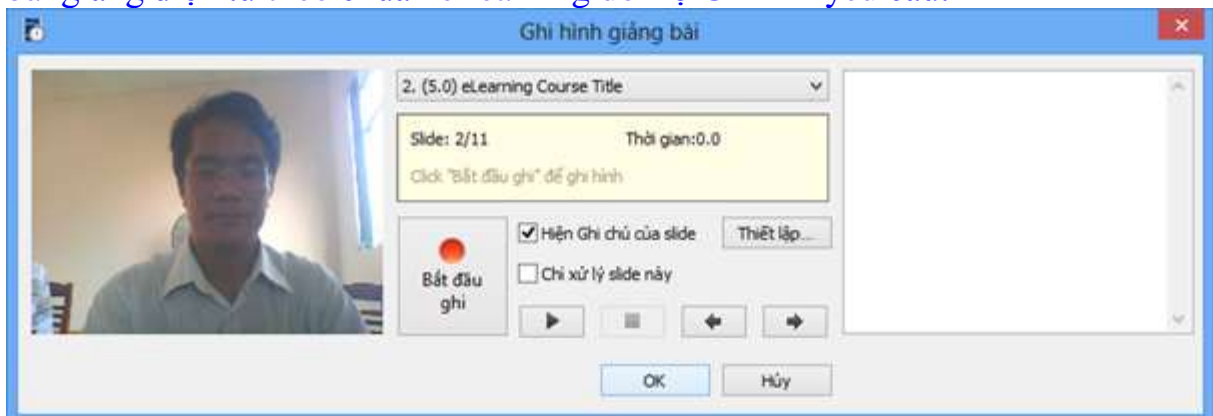 Ghi hình giảng bài
2. (5.0) eLearning Course Title
Slide: 2/11 Thời gian:0.0
Click "Bắt đầu ghi" để ghi hình
Hiện Ghi chú của slide Thiết lập...
Chỉ xử lý slide này
Bắt đầu
ghi
OK Hủy